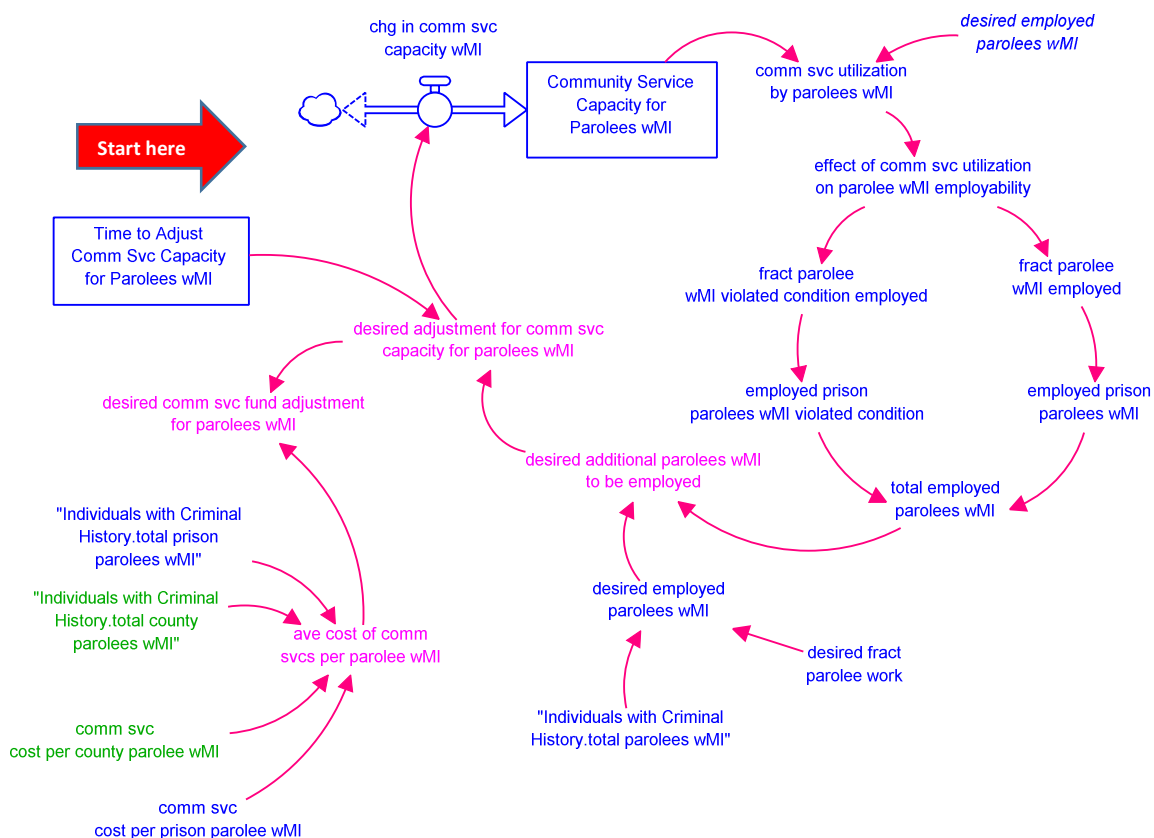 chg in comm svc
capacity wMI
desired employed
parolees wMI
Community Service
Capacity for
Parolees wMI
comm svc utilization
by parolees wMI
Start here
effect of comm svc utilization
on parolee wMI employability
Time to Adjust
Comm Svc Capacity
for Parolees wMI
fract parolee
wMI violated condition employed
fract parolee
wMI employed
desired adjustment for comm svc
capacity for parolees wMI
desired comm svc fund adjustment
for parolees wMI
employed prison
parolees wMI violated condition
employed prison
parolees wMI
desired additional parolees wMI
to be employed
total employed
parolees wMI
"Individuals with Criminal
History.total prison
parolees wMI"
"Individuals with Criminal
History.total county
parolees wMI"
desired employed
parolees wMI
ave cost of comm
svcs per parolee wMI
desired fract
parolee work
"Individuals with Criminal
History.total parolees wMI"
comm svc
cost per county parolee wMI
comm svc
cost per prison parolee wMI